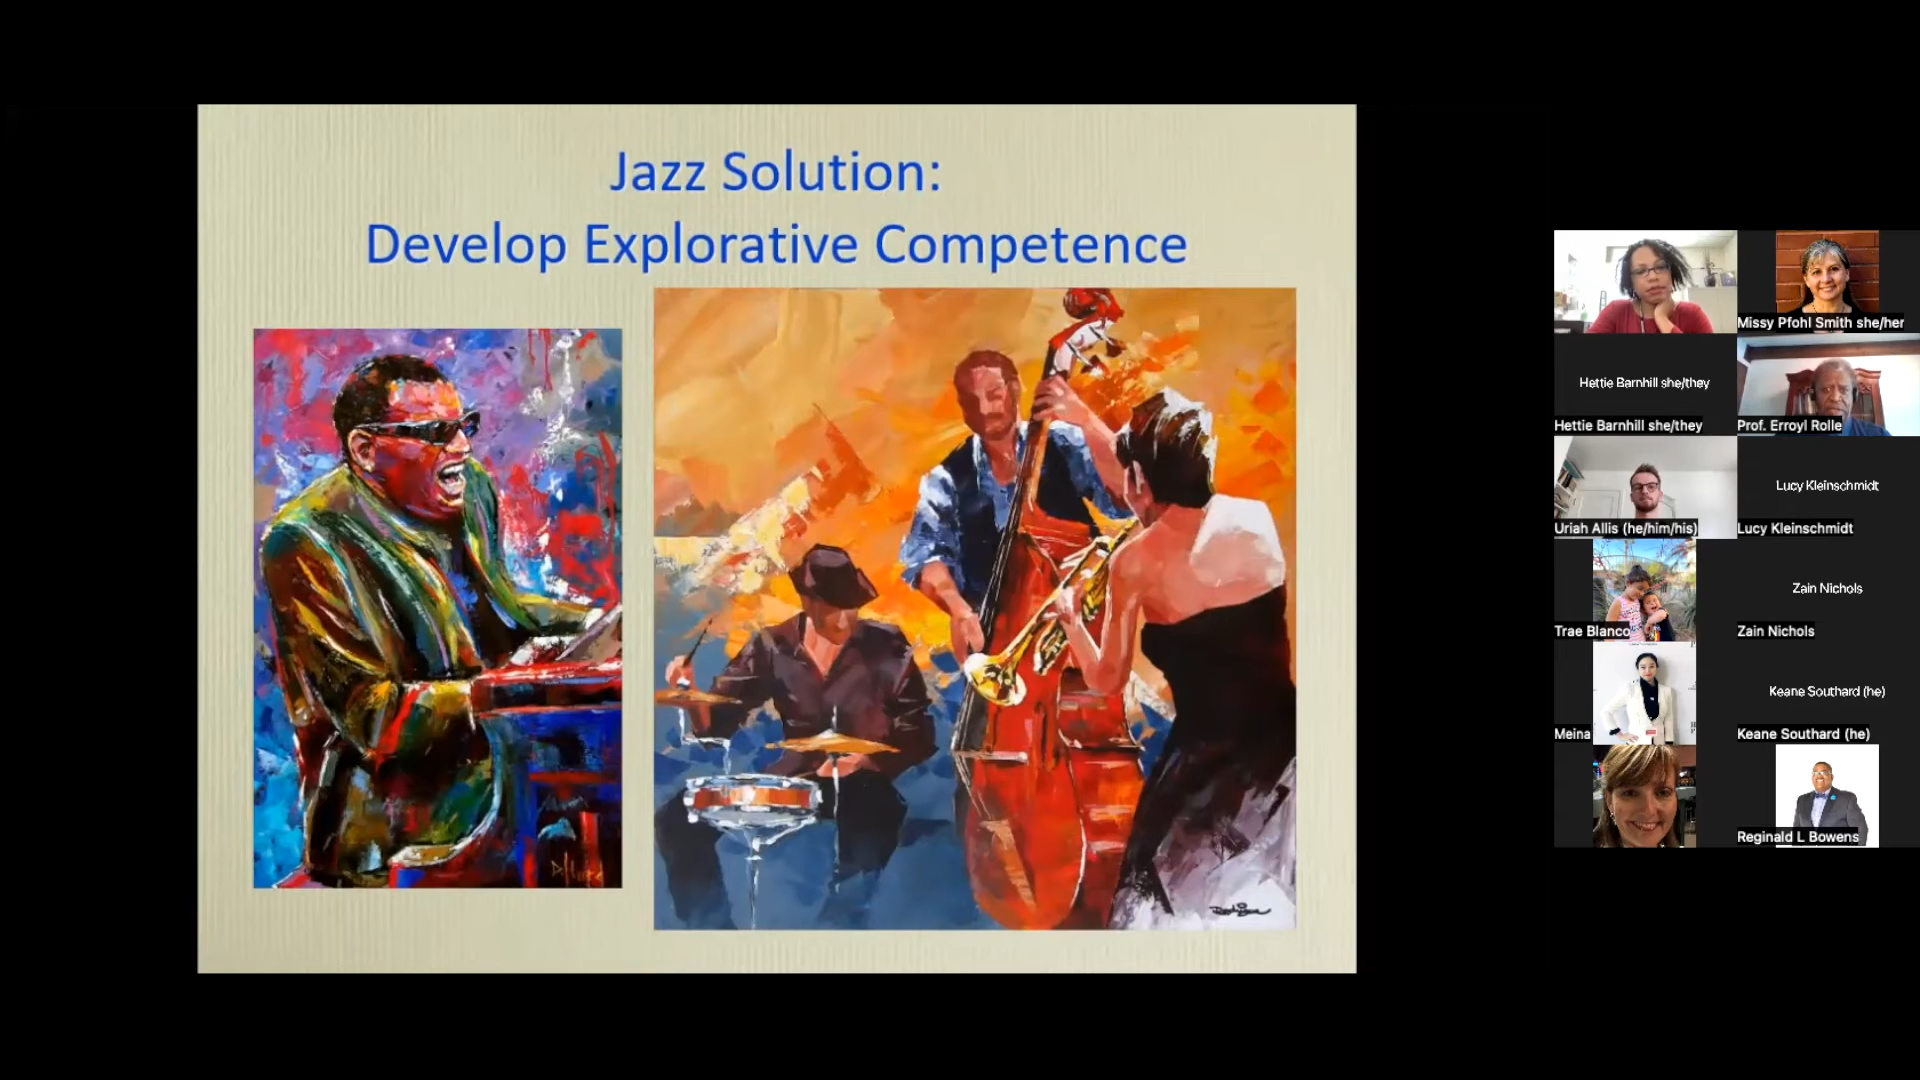 Jazz Solution:
Develop Explorative Competence
Missy Pfohl Smith she/her
Hettie Barnhill she/they
Hettie Barnhill she/they
Prof. Erroyl Rolle
Uriah Allis (he/him/his)
Lucy Kleinschmidt
Lucy Kleinschmidt
Trae Blanco
Zain Nichols
Zain Nichols
Meina
Keane Southard (he)
Keane Southard (he)
Reginald L Bowens